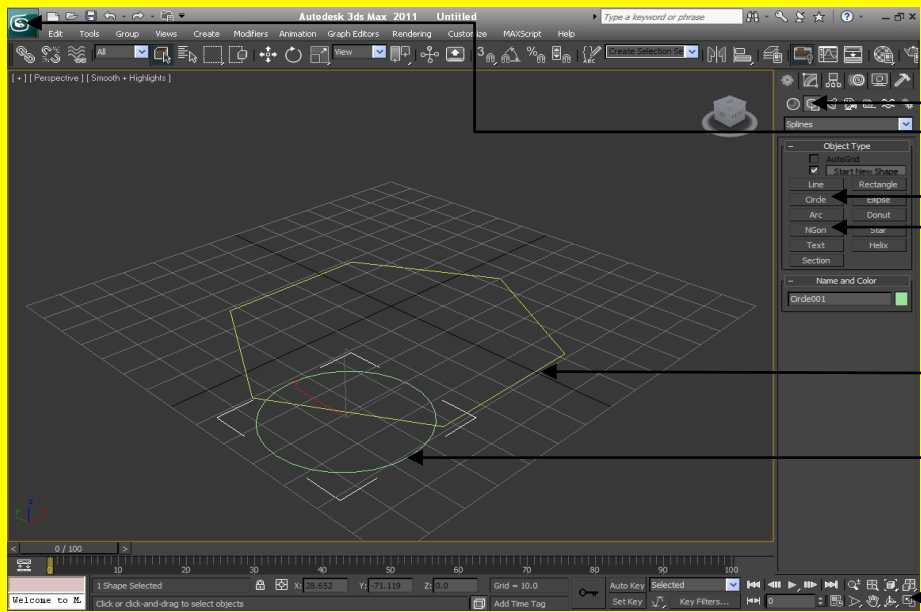 Autodesk 3ds Max 2011 Untitled
Type a keyword or phrase
Edit Tools Group Views Create Modifiers Animation Graph Editors Rendering Customize MAXScript Help
All
View
3
Create Selection Se
[ + ] [ Perspective ] [ Smooth + Highlights ]
Splines
Object Type
AutoGrid
Start New Shape
Line Rectangle
Circle Ellipse
Arc Donut
NGon Star
Text Helix
Section
Name and Color
Circle001
0 / 100
0 10 20 30 40 50 60 70 80 90 100
1 Shape Selected
X: 28.652 Y: -71.119 Z: 0.0
Grid = 10.0
Auto Key Selected
Welcome to M
Click or click-and-drag to select objects
Add Time Tag
Set Key Key Filters...
0